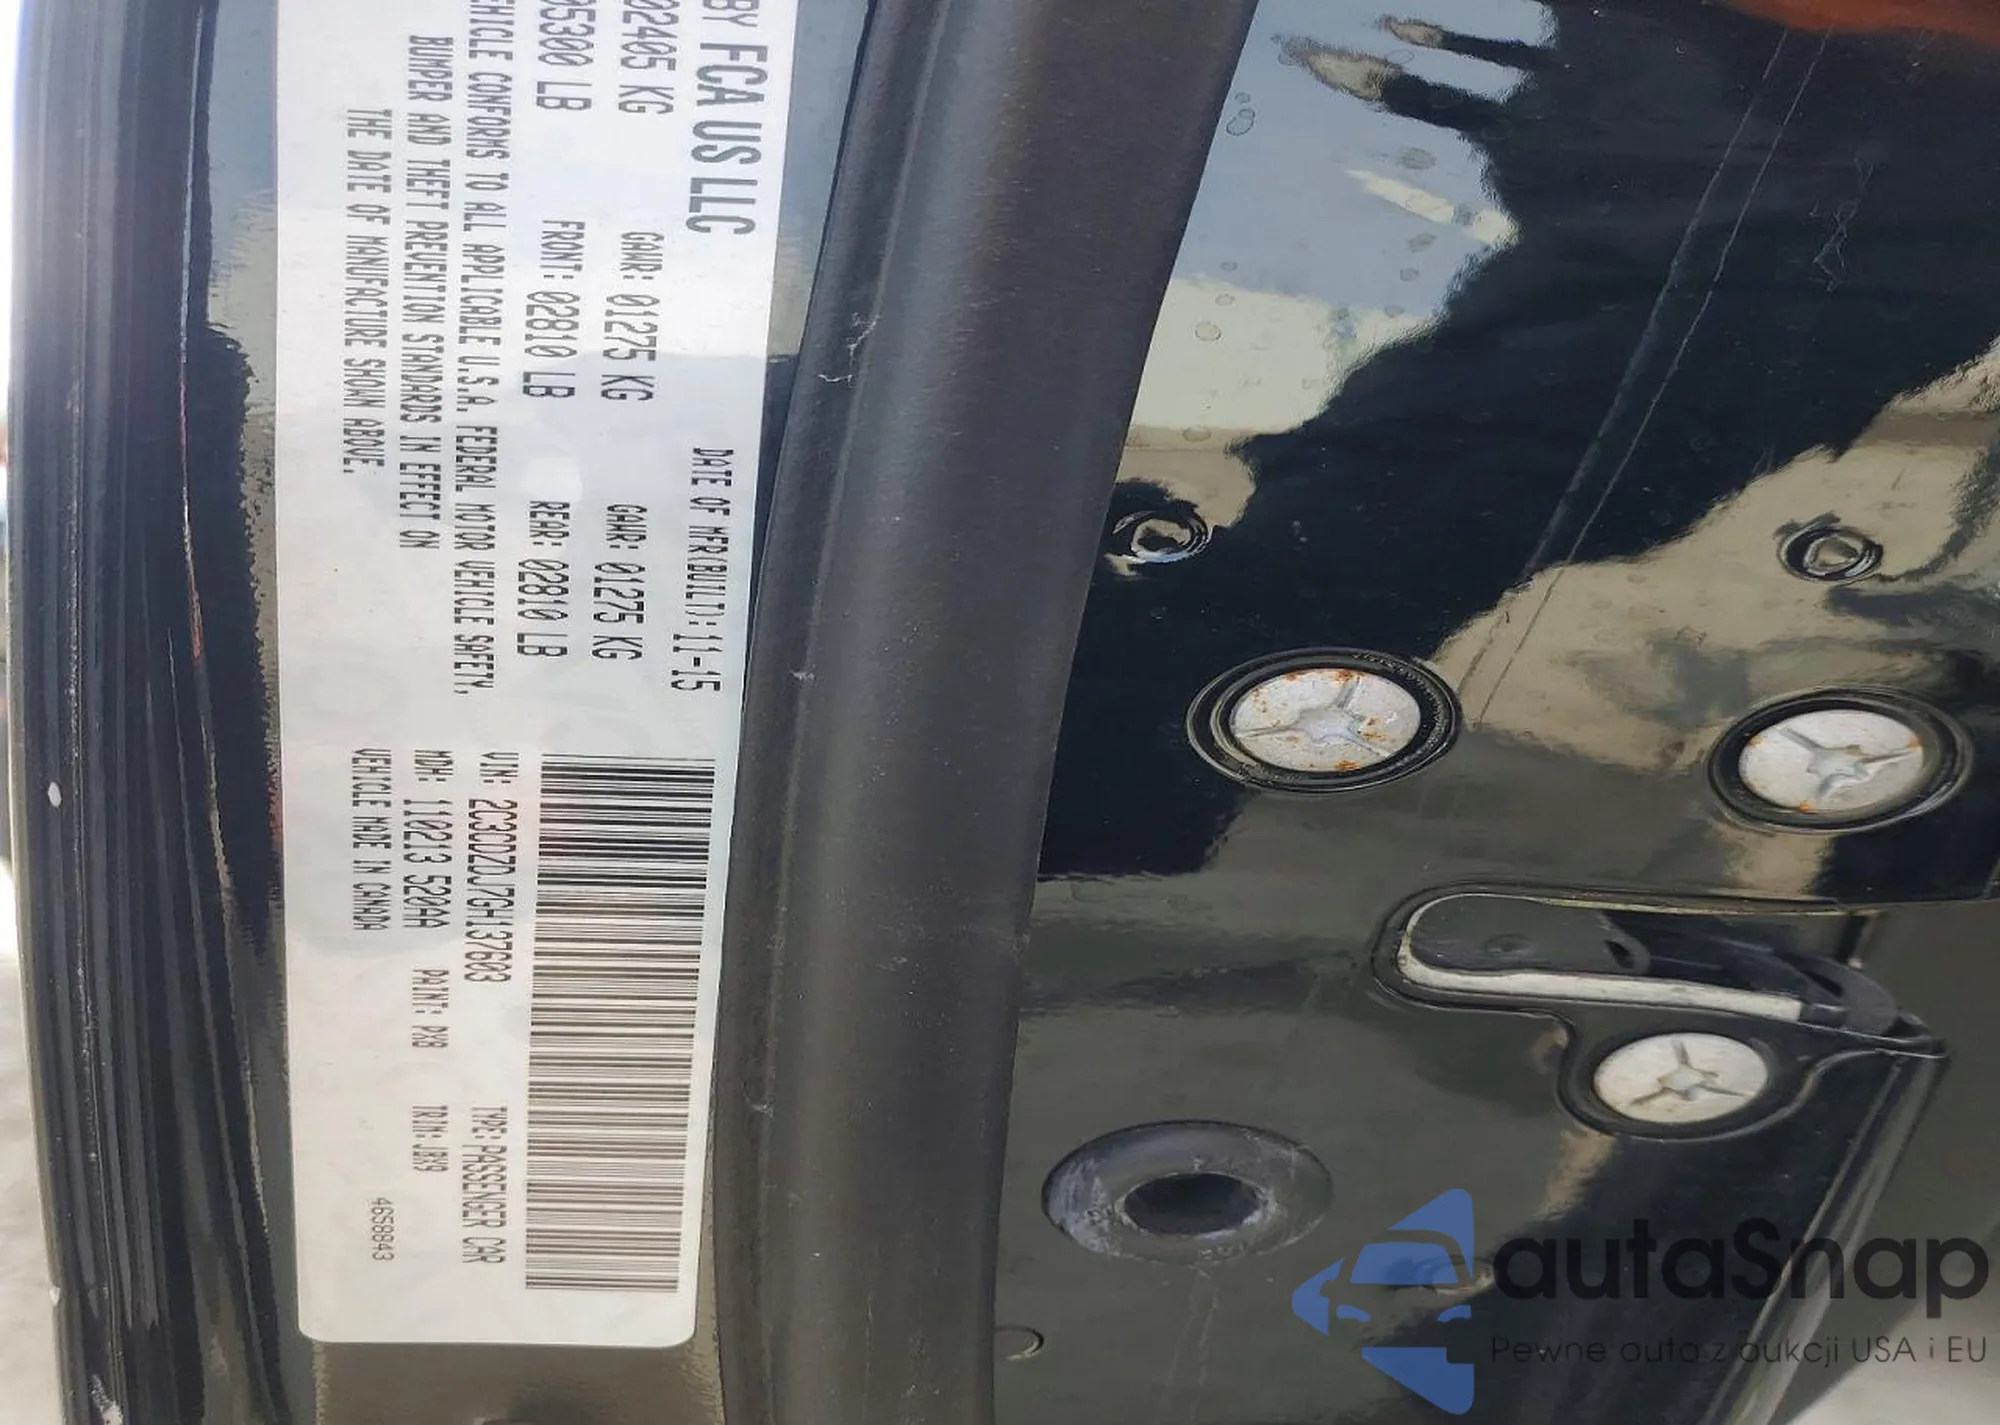 BY FCA US LLC
DATE OF MFR(BUILT): 11-15
02405 KG
GAWR: 01275 KG
GAWR: 01275 KG
05300 LB
FRONT: 02810 LB
REAR: 02810 LB
VEHICLE CONFORMS TO ALL APPLICABLE U.S.A. FEDERAL MOTOR VEHICLE SAFETY,
BUMPER AND THEFT PREVENTION STANDARDS IN EFFECT ON
THE DATE OF MANUFACTURE SHOWN ABOVE.
VIN: 2C3CDZDJ7GH137603
TYPE: PASSENGER CAR
MDH: 110213 520AA
PAINT: PX8
TRIM: JBX9
VEHICLE MADE IN CANADA
4658843
autaSnap
Pewne auta z aukcji USA i EU